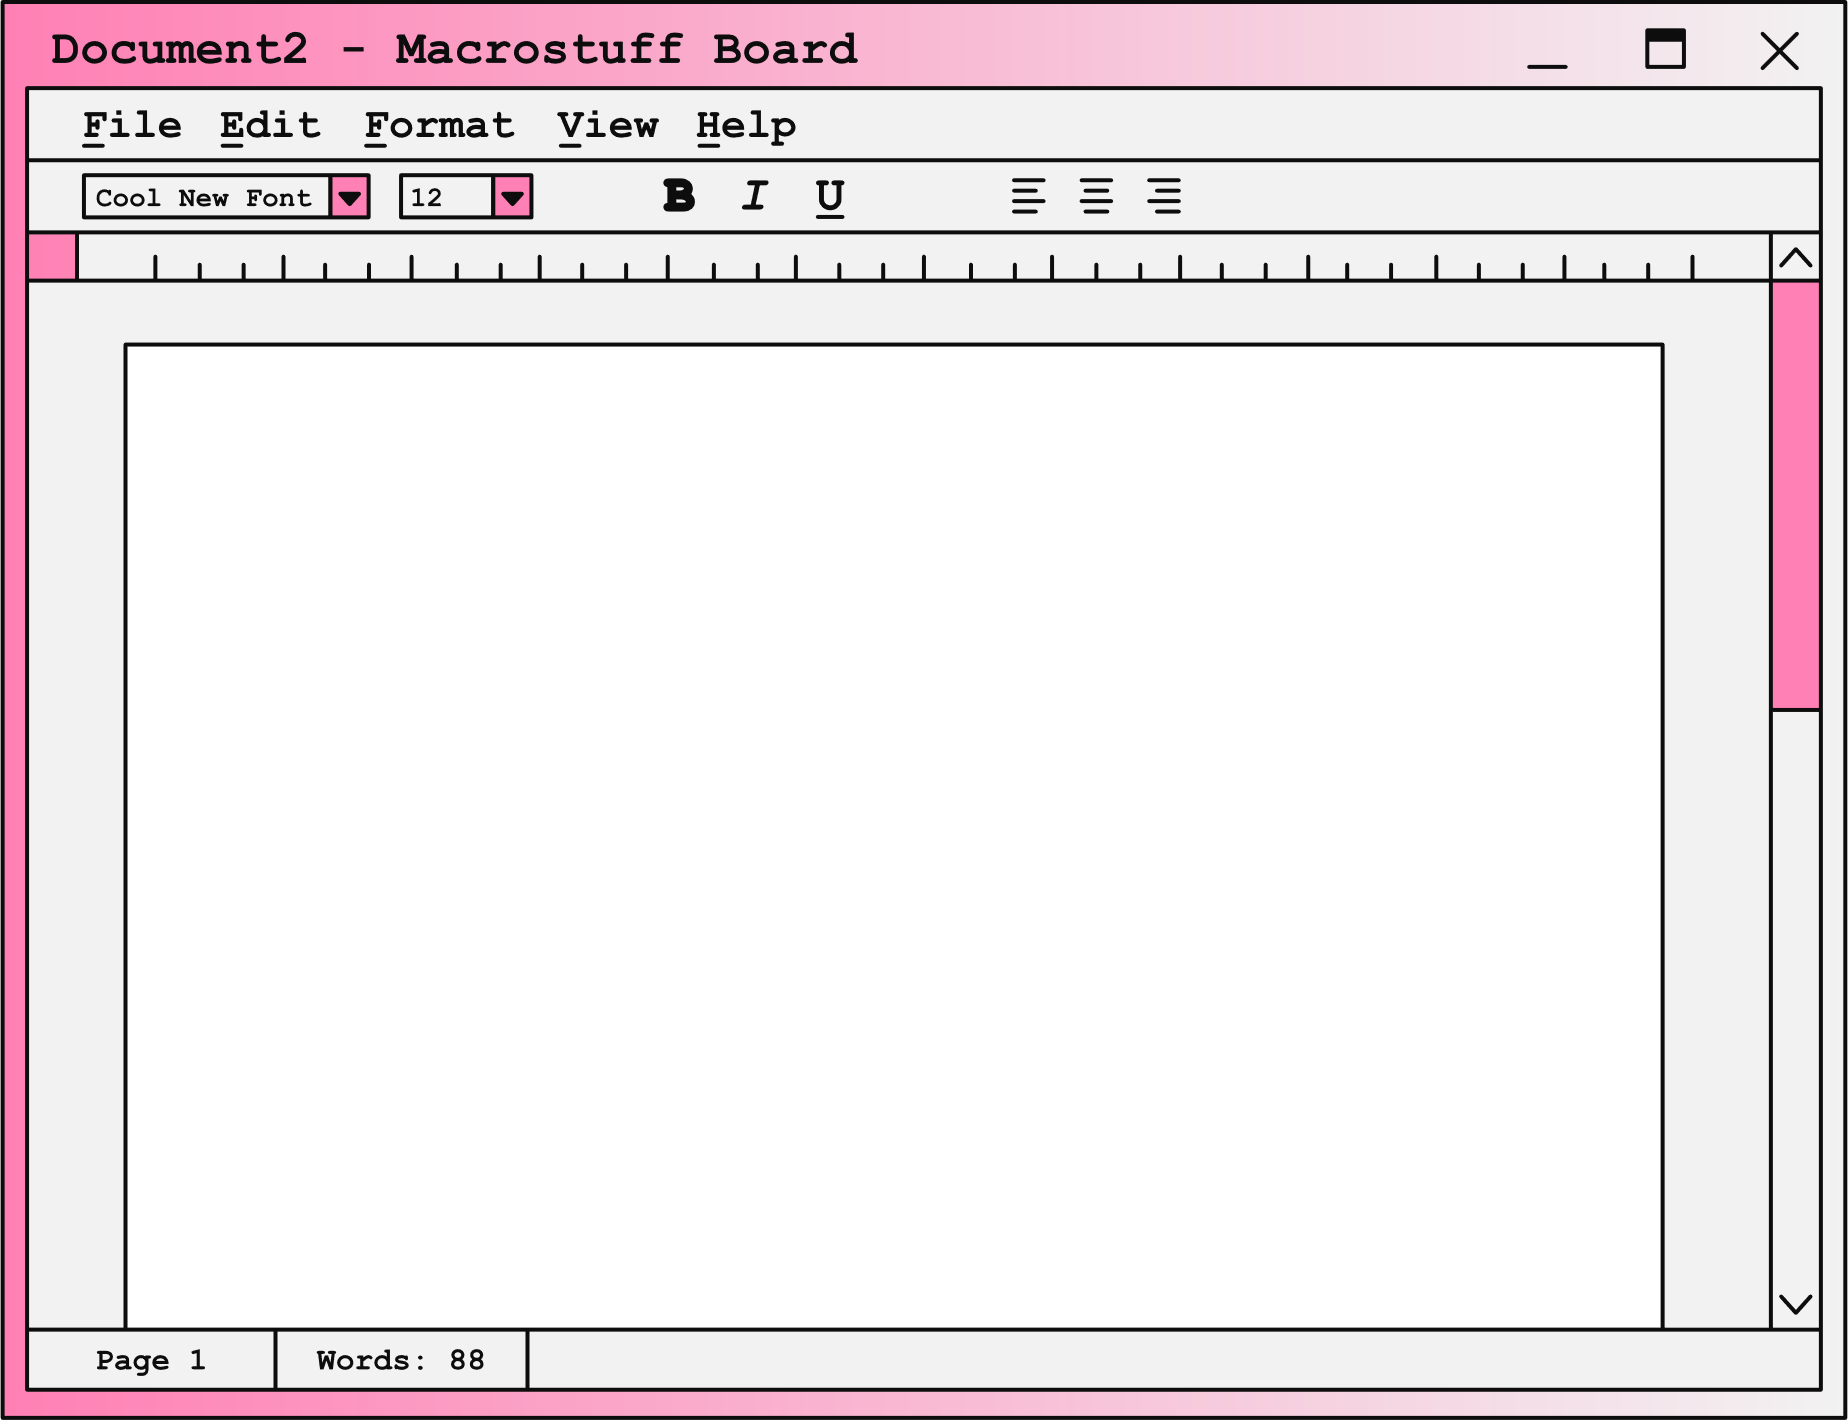 Document2 - Macrostuff Board
File Edit Format View Help
Cool New Font 12 B I U
Page 1 Words: 88